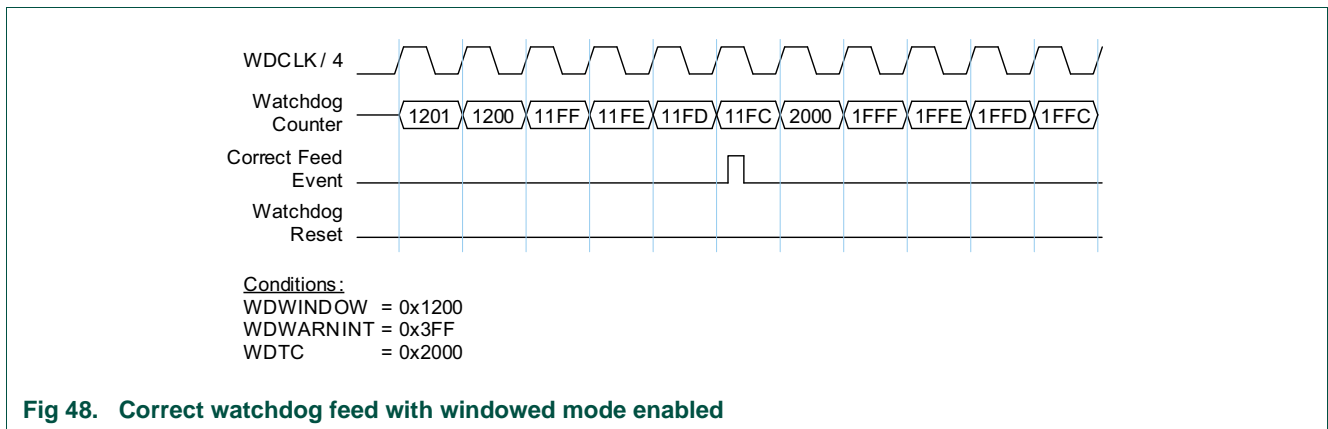 WDCLK / 4
Watchdog
Counter
1201 1200 11FF 11FE 11FD 11FC 2000 1FFF 1FFE 1FFD 1FFC
Correct Feed
Event
Watchdog
Reset
Conditions:
WDWINDOW = 0x1200
WDWARNINT = 0x3FF
WDTC = 0x2000
Fig 48. Correct watchdog feed with windowed mode enabled